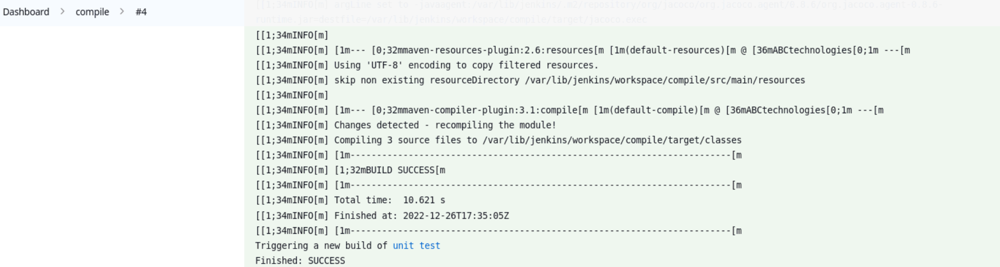 Dashboard > compile > #4
[[1;34mINFO[m] argLine set to -javaagent:/var/lib/jenkins/.m2/repository/org/jacoco/org.jacoco.agent/0.8.6/org.jacoco.agent-0.8.6-
runtime.jar=destfile=/var/lib/jenkins/workspace/compile/target/jacoco.exec
[[1;34mINFO[m]
[[1;34mINFO[m] [1m--- [0;32mmaven-resources-plugin:2.6:resources[m [1m(default-resources)[m @ [36mABCtechnologies[0;1m ---[m
[[1;34mINFO[m] Using 'UTF-8' encoding to copy filtered resources.
[[1;34mINFO[m] skip non existing resourceDirectory /var/lib/jenkins/workspace/compile/src/main/resources
[[1;34mINFO[m]
[[1;34mINFO[m] [1m--- [0;32mmaven-compiler-plugin:3.1:compile[m [1m(default-compile)[m @ [36mABCtechnologies[0;1m ---[m
[[1;34mINFO[m] Changes detected - recompiling the module!
[[1;34mINFO[m] Compiling 3 source files to /var/lib/jenkins/workspace/compile/target/classes
[[1;34mINFO[m] [1m------------------------------------------------------------------------[m
[[1;34mINFO[m] [1;32mBUILD SUCCESS[m
[[1;34mINFO[m] [1m------------------------------------------------------------------------[m
[[1;34mINFO[m] Total time:  10.621 s
[[1;34mINFO[m] Finished at: 2022-12-26T17:35:05Z
[[1;34mINFO[m] [1m------------------------------------------------------------------------[m
Triggering a new build of unit test
Finished: SUCCESS